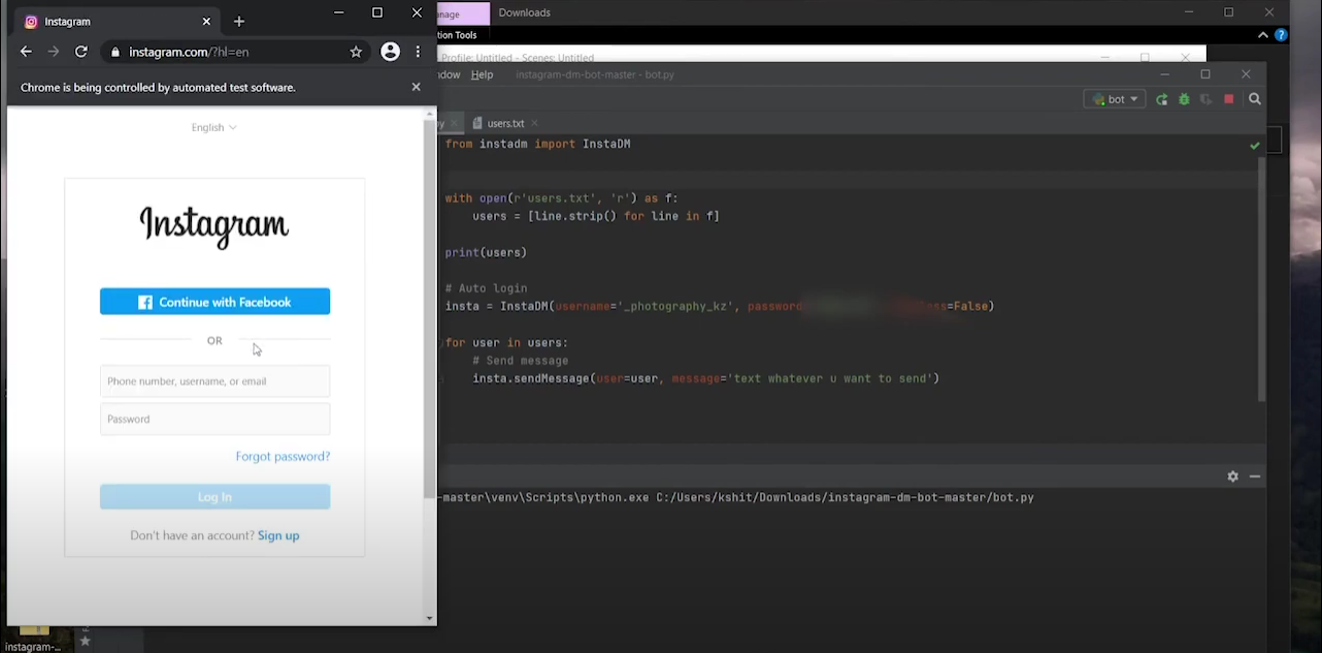 Instagram
instagram.com/?hl=en
Chrome is being controlled by automated test software.
English
Instagram
Continue with Facebook
OR
Phone number, username, or email
Password
Forgot password?
Log In
Don't have an account? Sign up
Downloads
tion Tools
Profile: Untitled - Scenes: Untitled
Help
instagram-dm-bot-master - bot.py
bot
users.txt
from instadm import InstaDM
with open(r'users.txt', 'r') as f:
users = [line.strip() for line in f]
print(users)
# Auto login
insta = InstaDM(username='_photography_kz', password
=False)
for user in users:
# Send message
insta.sendMessage(user=user, message='text whatever u want to send')
-master\venv\Scripts\python.exe C:/Users/kshit/Downloads/instagram-dm-bot-master/bot.py
instagram-...